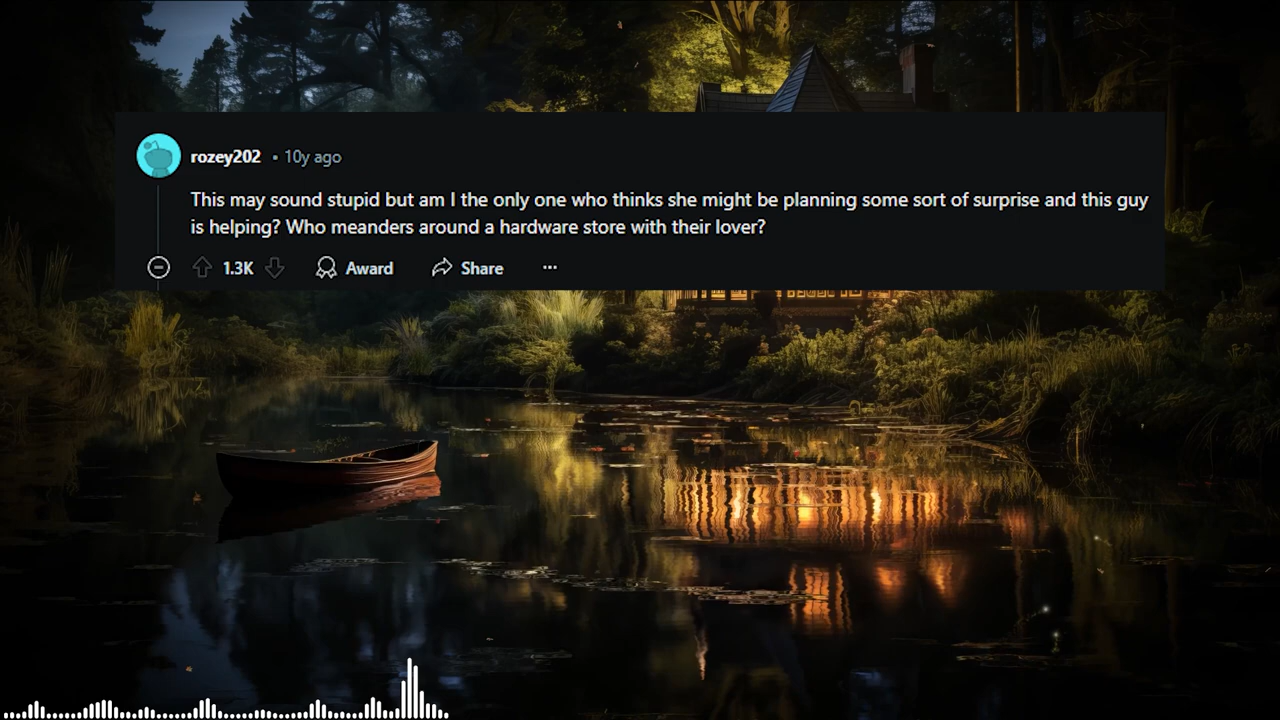 rozey202 • 10y ago
This may sound stupid but am I the only one who thinks she might be planning some sort of surprise and this guy
is helping? Who meanders around a hardware store with their lover?
1.3K Award Share ···